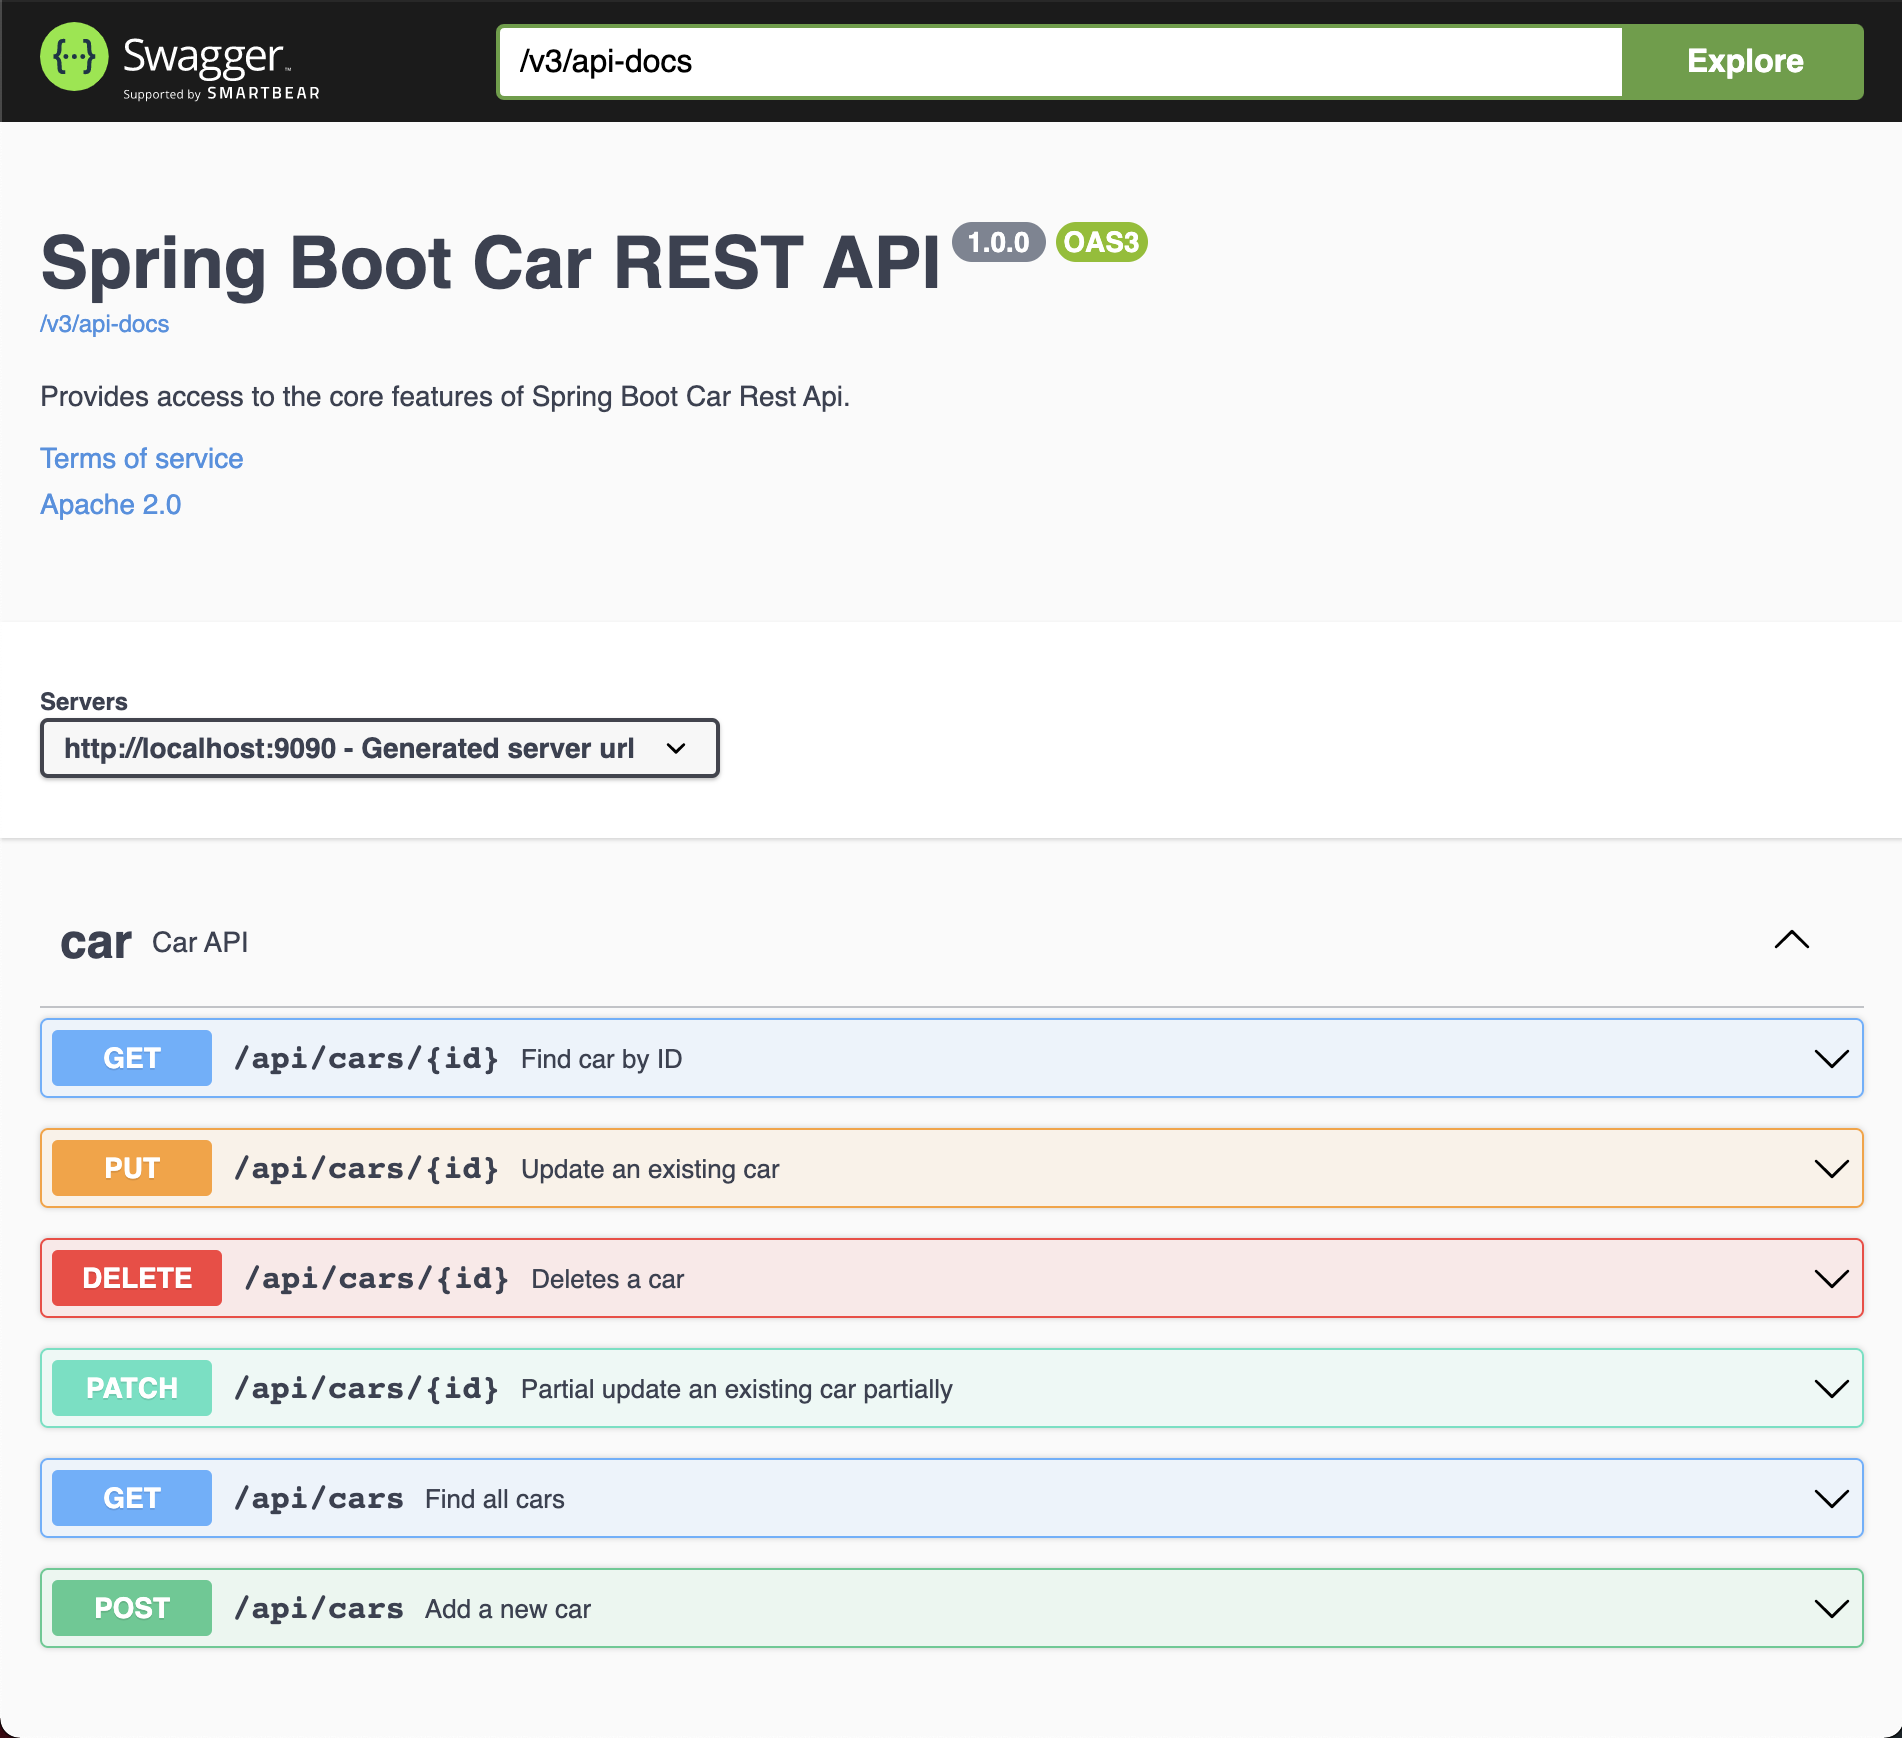 {···} Swagger™
Supported by SMARTBEAR
/v3/api-docs
Explore
Spring Boot Car REST API 1.0.0 OAS3
/v3/api-docs
Provides access to the core features of Spring Boot Car Rest Api.
Terms of service
Apache 2.0
Servers
http://localhost:9090 - Generated server url
car Car API
GET /api/cars/{id} Find car by ID
PUT /api/cars/{id} Update an existing car
DELETE /api/cars/{id} Deletes a car
PATCH /api/cars/{id} Partial update an existing car partially
GET /api/cars Find all cars
POST /api/cars Add a new car